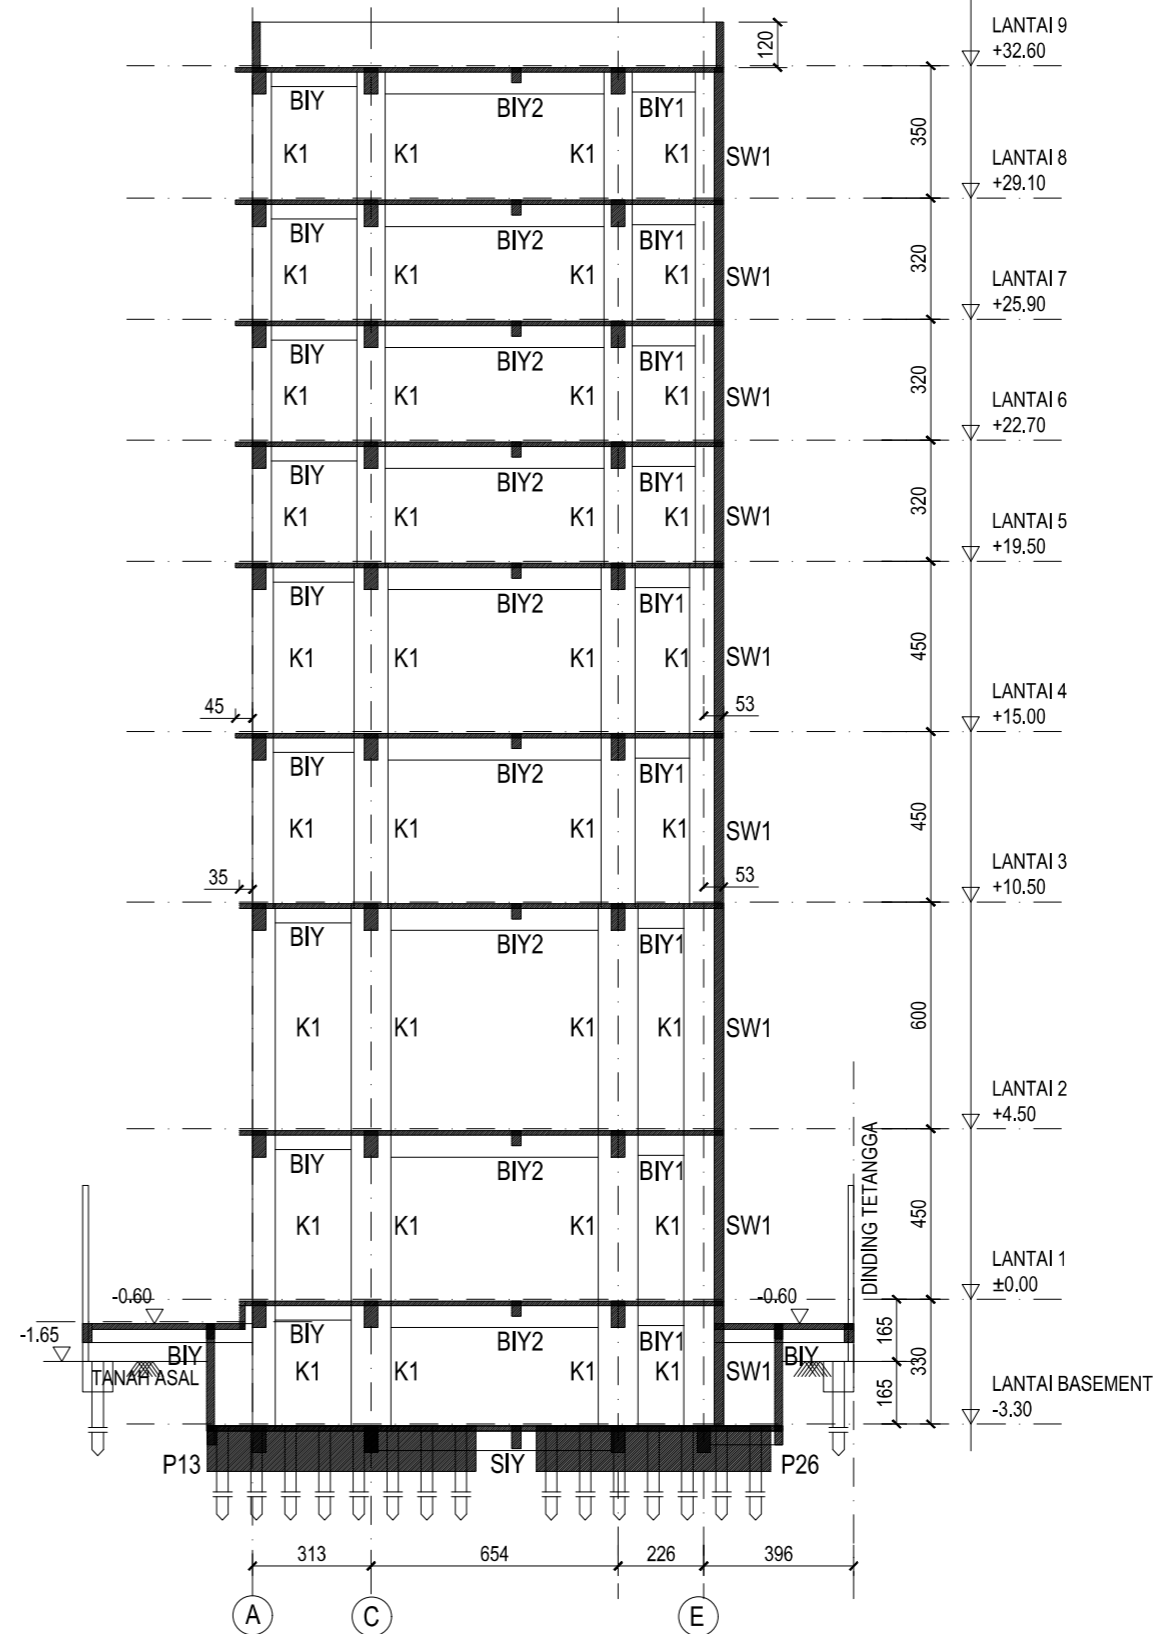 LANTAI 9
+32.60
120
BIY BIY2 BIY1
350
K1 K1 K1 K1 SW1
LANTAI 8
+29.10
BIY BIY2 BIY1
320
K1 K1 K1 K1 SW1
LANTAI 7
+25.90
BIY BIY2 BIY1
320
K1 K1 K1 K1 SW1
LANTAI 6
+22.70
BIY BIY2 BIY1
320
K1 K1 K1 K1 SW1
LANTAI 5
+19.50
BIY BIY2 BIY1
450
K1 K1 K1 K1 SW1
LANTAI 4
+15.00
45 53
BIY BIY2 BIY1
450
K1 K1 K1 K1 SW1
LANTAI 3
+10.50
35 53
BIY BIY2 BIY1
600
K1 K1 K1 K1 SW1
LANTAI 2
+4.50
BIY BIY2 BIY1
DINDING TETANGGA
450
K1 K1 K1 K1 SW1
LANTAI 1
±0.00
-0.60 -0.60
-1.65
165
BIY BIY BIY2 BIY1 BIY
330
TANAH ASAL
K1 K1 K1 K1 SW1
165
LANTAI BASEMENT
-3.30
P13 SIY P26
313 654 226 396
A C E